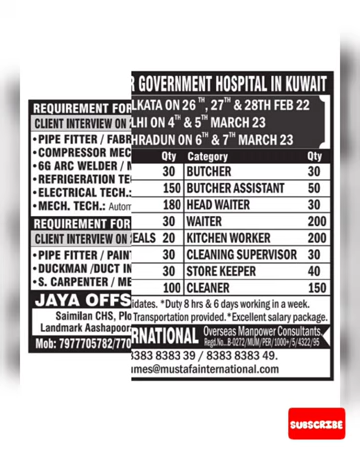 R GOVERNMENT HOSPITAL IN KUWAIT
LKATA ON 26TH, 27TH & 28TH FEB 22
LHI ON 4TH & 5TH MARCH 23
HRADUN ON 6TH & 7TH MARCH 23
Qty Category Qty
30 BUTCHER 30
150 BUTCHER ASSISTANT 50
180 HEAD WAITER 30
30 WAITER 200
EALS 20 KITCHEN WORKER 200
30 CLEANING SUPERVISOR 30
30 STORE KEEPER 40
100 CLEANER 150
idates. *Duty 8 hrs & 6 days working in a week.
Transportation provided. *Excellent salary package.
RNATIONAL Overseas Manpower Consultants.
Regd.No..B-0272/MUM/PER/1000+/5/4322/95
8383 8383 39 / 8383 8383 49.
mes@mustafainternational.com
REQUIREMENT FOR
CLIENT INTERVIEW ON 2
• PIPE FITTER / FABR
• COMPRESSOR MEC
• 6G ARC WELDER / M
• REFRIGERATION TE
• ELECTRICAL TECH.:
• MECH. TECH.: Autom
REQUIREMENT FOR
CLIENT INTERVIEW ON
• PIPE FITTER / PAIN
• DUCKMAN /DUCT IN
• S. CARPENTER / ME
JAYA OFFS
Saimilan CHS, Plo
Landmark Aashapoor
Mob: 7977705782/770
SUBSCRIBE